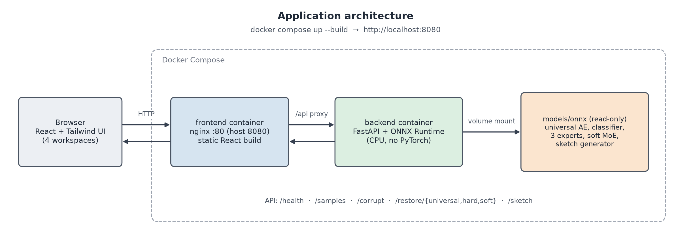 Application architecture
docker compose up --build → http://localhost:8080
Docker Compose
Browser
React + Tailwind UI
(4 workspaces)
HTTP
frontend container
nginx :80 (host 8080)
static React build
/api proxy
backend container
FastAPI + ONNX Runtime
(CPU, no PyTorch)
volume mount
models/onnx (read-only)
universal AE, classifier,
3 experts, soft MoE,
sketch generator
API: /health · /samples · /corrupt · /restore/{universal,hard,soft} · /sketch